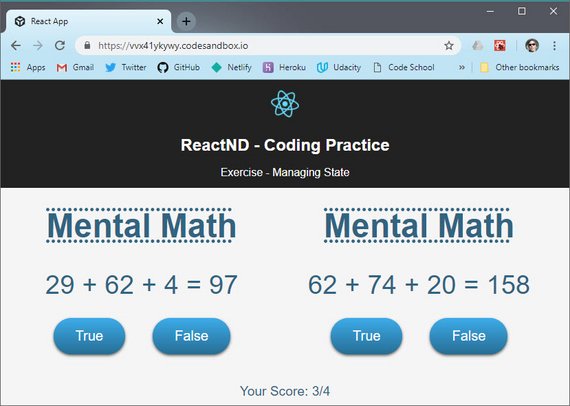 React App
https://vvx41ykywy.codesandbox.io
Apps Gmail Twitter GitHub Netlify Heroku Udacity Code School » Other bookmarks
ReactND - Coding Practice
Exercise - Managing State
Mental Math Mental Math
29 + 62 + 4 = 97 62 + 74 + 20 = 158
True False True False
Your Score: 3/4